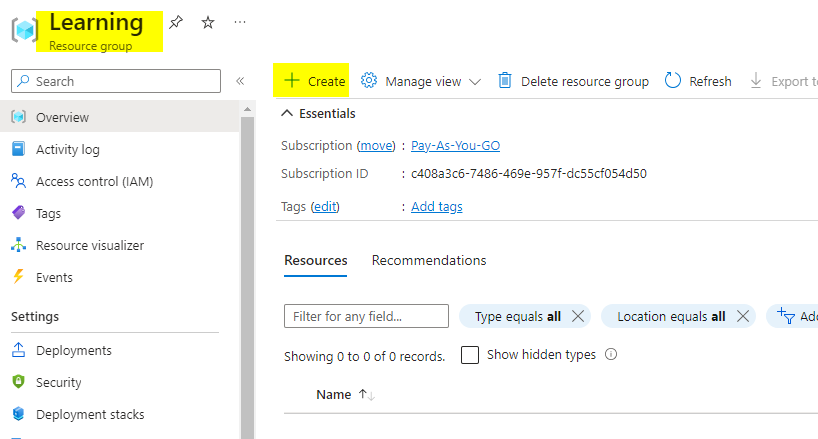 Learning
Resource group
Search
Overview
Activity log
Access control (IAM)
Tags
Resource visualizer
Events
Settings
Deployments
Security
Deployment stacks
Create Manage view Delete resource group Refresh Export to
Essentials
Subscription (move) : Pay-As-You-GO
Subscription ID : c408a3c6-7486-469e-957f-dc55cf054d50
Tags (edit) : Add tags
Resources Recommendations
Filter for any field... Type equals all Location equals all Add
Showing 0 to 0 of 0 records. Show hidden types
Name